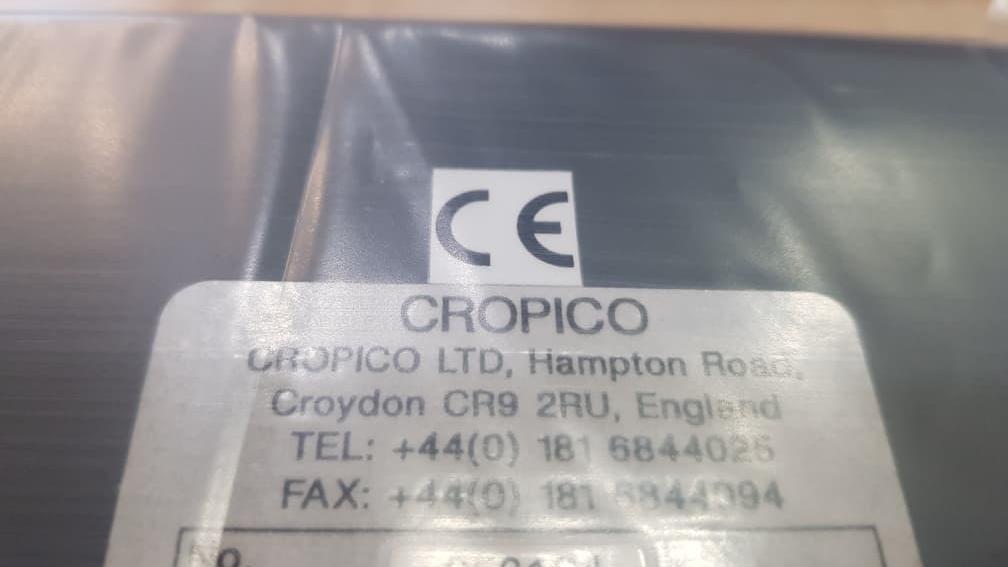 CE
CROPICO
CROPICO LTD, Hampton Road,
Croydon CR9 2RU, England
TEL: +44(0) 181 6844025
FAX: +44(0) 181 6844094